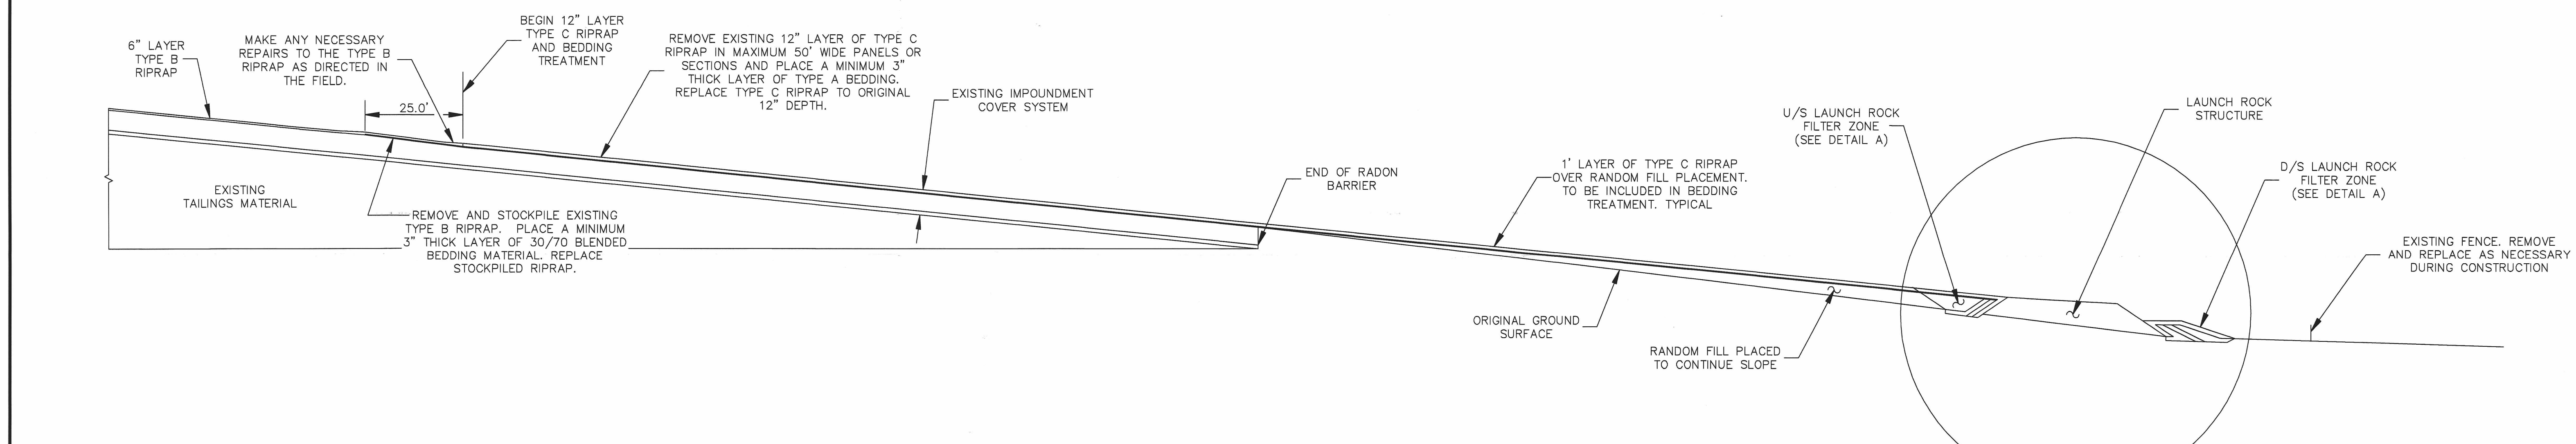 6" LAYER
TYPE B
RIPRAP
MAKE ANY NECESSARY
REPAIRS TO THE TYPE B
RIPRAP AS DIRECTED IN
THE FIELD.
BEGIN 12" LAYER
TYPE C RIPRAP
AND BEDDING
TREATMENT
25.0'
REMOVE EXISTING 12" LAYER OF TYPE C
RIPRAP IN MAXIMUM 50' WIDE PANELS OR
SECTIONS AND PLACE A MINIMUM 3"
THICK LAYER OF TYPE A BEDDING.
REPLACE TYPE C RIPRAP TO ORIGINAL
12" DEPTH.
EXISTING IMPOUNDMENT
COVER SYSTEM
EXISTING
TAILINGS MATERIAL
REMOVE AND STOCKPILE EXISTING
TYPE B RIPRAP. PLACE A MINIMUM
3" THICK LAYER OF 30/70 BLENDED
BEDDING MATERIAL. REPLACE
STOCKPILED RIPRAP.
END OF RADON
BARRIER
1' LAYER OF TYPE C RIPRAP
OVER RANDOM FILL PLACEMENT.
TO BE INCLUDED IN BEDDING
TREATMENT. TYPICAL
ORIGINAL GROUND
SURFACE
RANDOM FILL PLACED
TO CONTINUE SLOPE
U/S LAUNCH ROCK
FILTER ZONE
(SEE DETAIL A)
LAUNCH ROCK
STRUCTURE
D/S LAUNCH ROCK
FILTER ZONE
(SEE DETAIL A)
EXISTING FENCE. REMOVE
AND REPLACE AS NECESSARY
DURING CONSTRUCTION